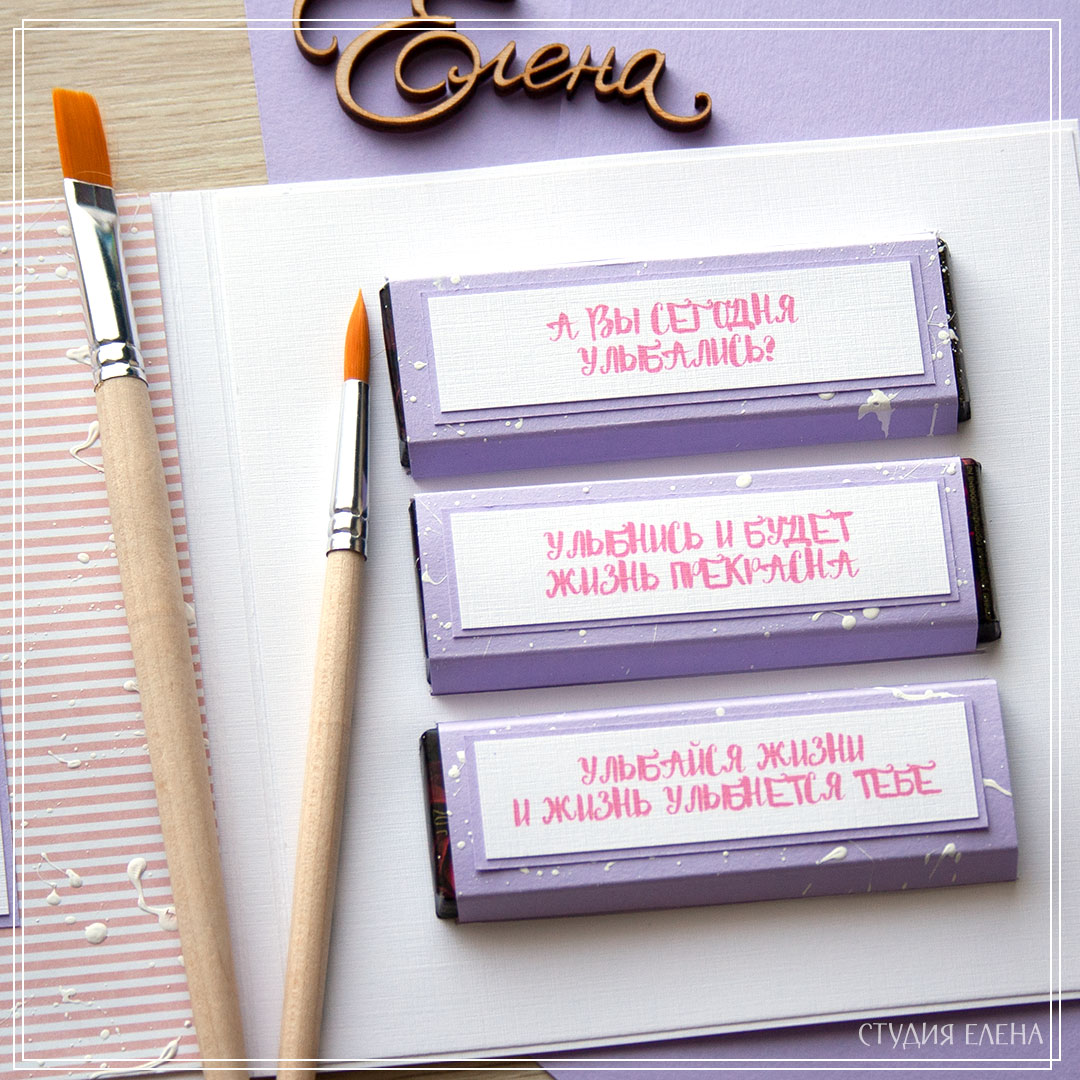 Елена
А ВЫ СЕГОДНЯ
УЛЫБАЛИСЬ?
УЛЫБНИСЬ И БУДЕТ
ЖИЗНЬ ПРЕКРАСНА
УЛЫБАЙСЯ ЖИЗНИ
И ЖИЗНЬ УЛЫБНЕТСЯ ТЕБЕ
СТУДИЯ ЕЛЕНА